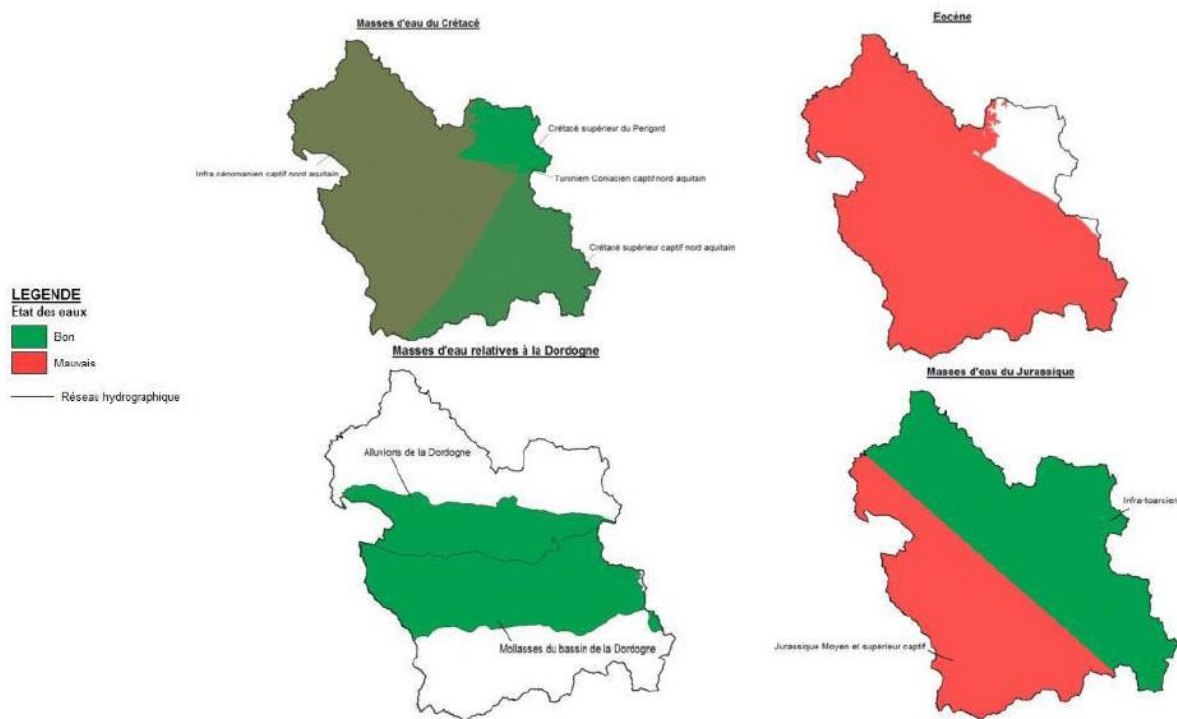 Masses d'eau du Crétacé
Eocène
Crétacé supérieur du Perigord
Infra cénomanien captif nord aquitain
Turonien Coniacien captif nord aquitain
Crétacé supérieur captif nord aquitain
LEGENDE
Etat des eaux
Bon
Mauvais
Réseau hydrographique
Masses d'eau relatives à la Dordogne
Alluvions de la Dordogne
Mollasses du bassin de la Dordogne
Masses d'eau du Jurassique
Infra-toarcien
Jurassique Moyen et supérieur captif